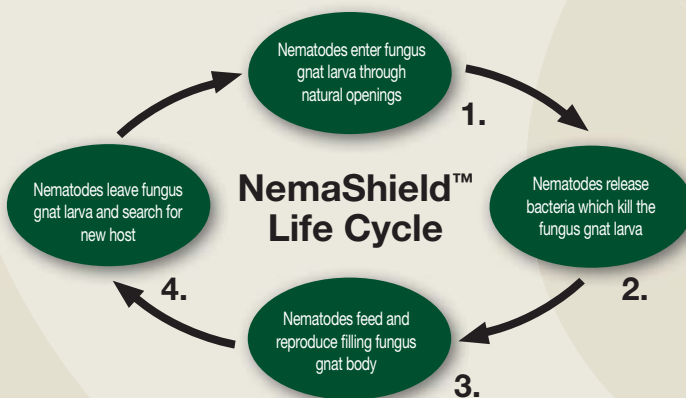 Nematodes enter fungus
gnat larva through
natural openings
1.
NemaShield™
Life Cycle
Nematodes release
bacteria which kill the
fungus gnat larva
2.
Nematodes feed and
reproduce filling fungus
gnat body
3.
Nematodes leave fungus
gnat larva and search for
new host
4.